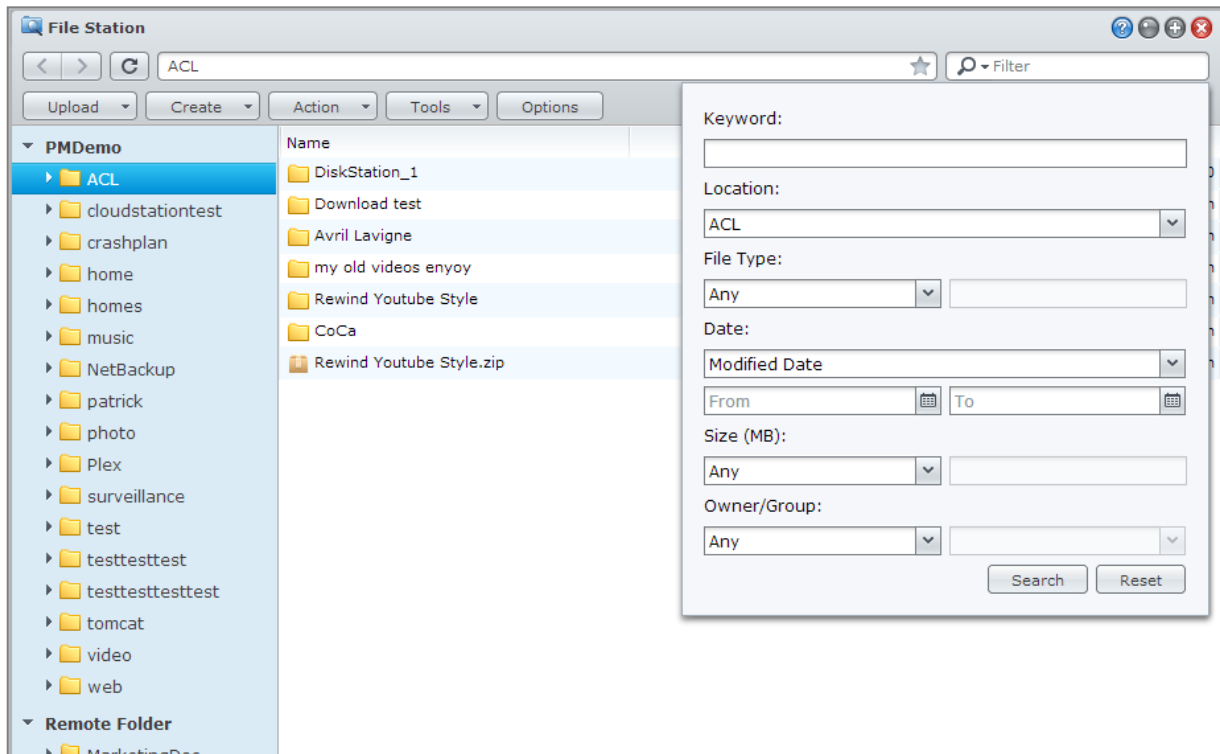 File Station
ACL
Filter
Upload Create Action Tools Options
PMDemo
ACL
cloudstationtest
crashplan
home
homes
music
NetBackup
patrick
photo
Plex
surveillance
test
testtesttest
testtesttesttest
tomcat
video
web
Remote Folder
MarketingDoc
Name
DiskStation_1
Download test
Avril Lavigne
my old videos enyoy
Rewind Youtube Style
CoCa
Rewind Youtube Style.zip
Keyword:
Location:
ACL
File Type:
Any
Date:
Modified Date
From To
Size (MB):
Any
Owner/Group:
Any
Search Reset